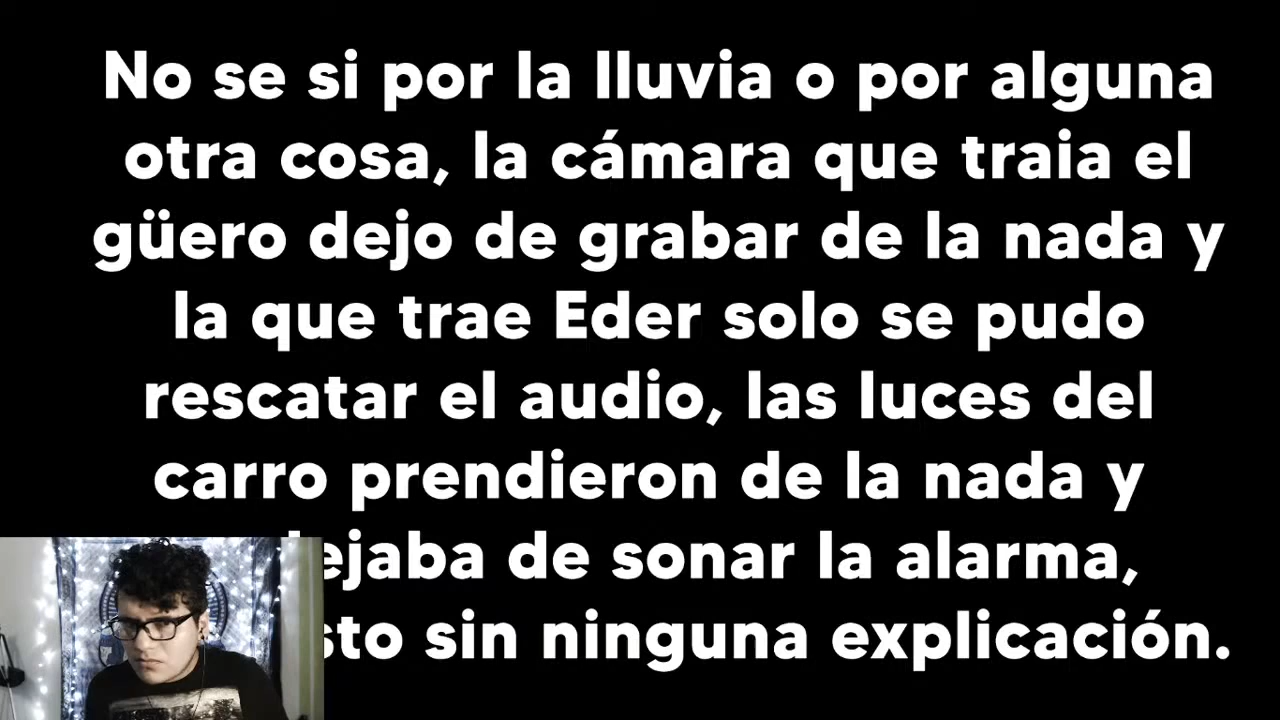 No se si por la lluvia o por alguna
otra cosa, la cámara que traia el
güero dejo de grabar de la nada y
la que trae Eder solo se pudo
rescatar el audio, las luces del
carro prendieron de la nada y
de sonar la alarma,
sin ninguna explicación.